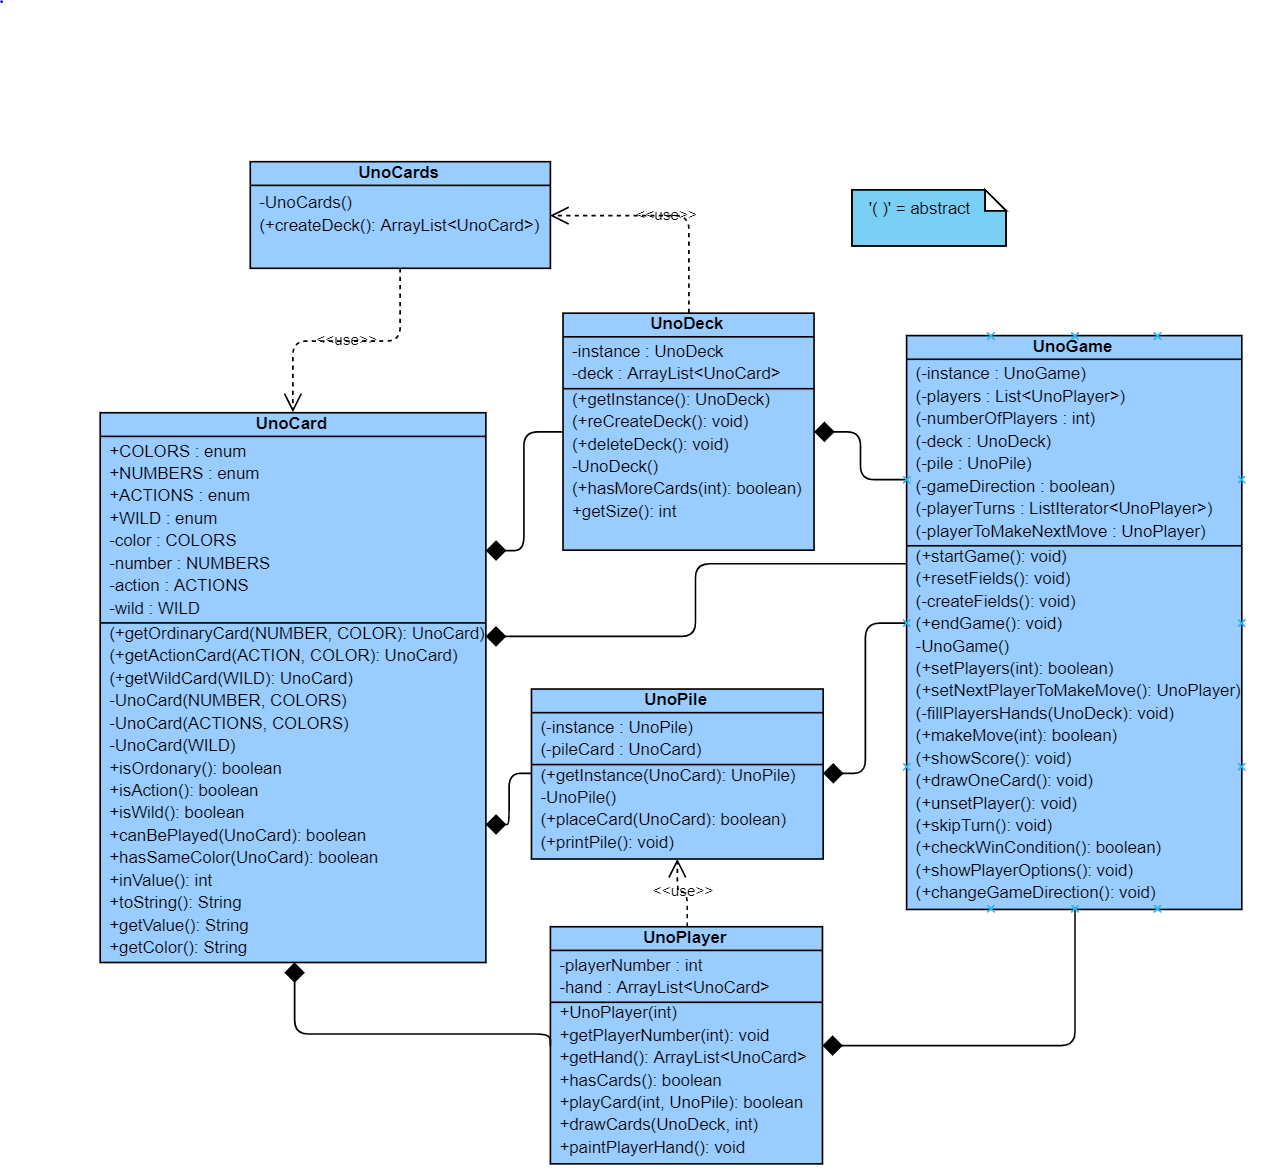 UnoCards
-UnoCards()
(+createDeck(): ArrayList<UnoCard>)
<<use>>
'( )' = abstract
<<use>>
UnoDeck
-instance : UnoDeck
-deck : ArrayList<UnoCard>
(+getInstance(): UnoDeck)
(+reCreateDeck(): void)
(+deleteDeck(): void)
-UnoDeck()
(+hasMoreCards(int): boolean)
+getSize(): int
UnoGame
(-instance : UnoGame)
(-players : List<UnoPlayer>)
(-numberOfPlayers : int)
(-deck : UnoDeck)
(-pile : UnoPile)
(-gameDirection : boolean)
(-playerTurns : ListIterator<UnoPlayer>)
(-playerToMakeNextMove : UnoPlayer)
(+startGame(): void)
(+resetFields(): void)
(-createFields(): void)
(+endGame(): void)
-UnoGame()
(+setPlayers(int): boolean)
(+setNextPlayerToMakeMove(): UnoPlayer)
(-fillPlayersHands(UnoDeck): void)
(+makeMove(int): boolean)
(+showScore(): void)
(+drawOneCard(): void)
(+unsetPlayer(): void)
(+skipTurn(): void)
(+checkWinCondition(): boolean)
(+showPlayerOptions(): void)
(+changeGameDirection(): void)
UnoCard
+COLORS : enum
+NUMBERS : enum
+ACTIONS : enum
+WILD : enum
-color : COLORS
-number : NUMBERS
-action : ACTIONS
-wild : WILD
(+getOrdinaryCard(NUMBER, COLOR): UnoCard)
(+getActionCard(ACTION, COLOR): UnoCard)
(+getWildCard(WILD): UnoCard)
-UnoCard(NUMBER, COLORS)
-UnoCard(ACTIONS, COLORS)
-UnoCard(WILD)
+isOrdonary(): boolean
+isAction(): boolean
+isWild(): boolean
+canBePlayed(UnoCard): boolean
+hasSameColor(UnoCard): boolean
+inValue(): int
+toString(): String
+getValue(): String
+getColor(): String
UnoPile
(-instance : UnoPile)
(-pileCard : UnoCard)
(+getInstance(UnoCard): UnoPile)
-UnoPile()
(+placeCard(UnoCard): boolean)
(+printPile(): void)
<<use>>
UnoPlayer
-playerNumber : int
-hand : ArrayList<UnoCard>
+UnoPlayer(int)
+getPlayerNumber(int): void
+getHand(): ArrayList<UnoCard>
+hasCards(): boolean
+playCard(int, UnoPile): boolean
+drawCards(UnoDeck, int)
+paintPlayerHand(): void